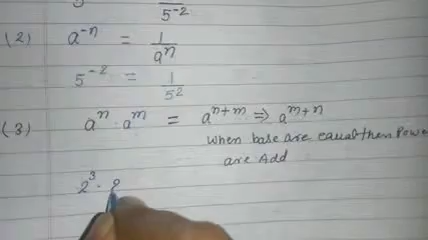 5⁻²
(2) a⁻ⁿ = 1/aⁿ
5⁻² = 1/5²
(3) aⁿ · aᵐ = aⁿ⁺ᵐ ⇒ aᵐ⁺ⁿ
when base are equal then Powe
are Add
2³ ·